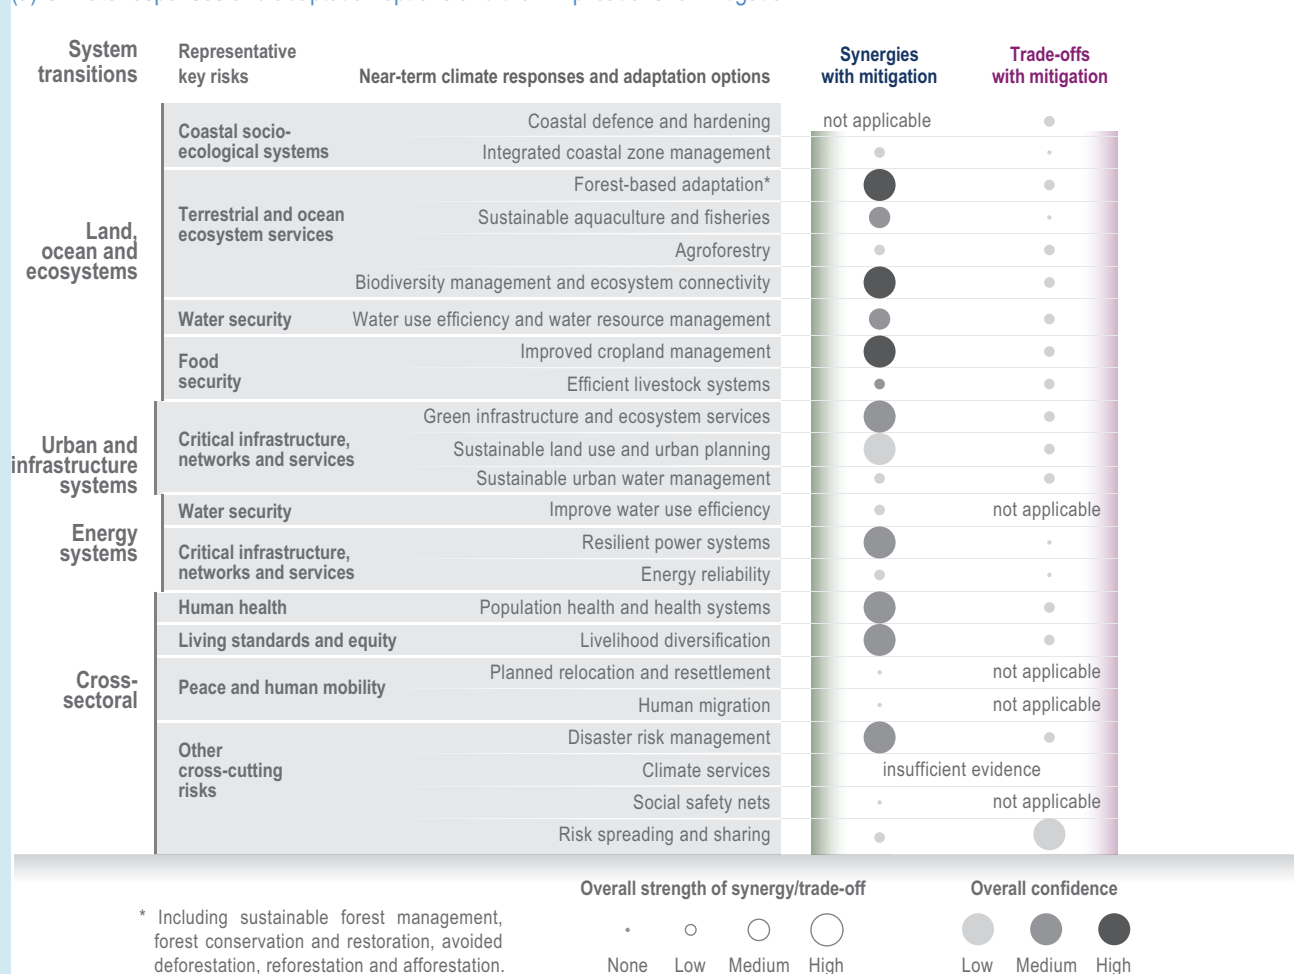 System
transitions
Representative
key risks
Near-term climate responses and adaptation options
Synergies
with mitigation
Trade-offs
with mitigation
Land,
ocean and
ecosystems
Coastal socio-
ecological systems
Coastal defence and hardening
not applicable
Integrated coastal zone management
Terrestrial and ocean
ecosystem services
Forest-based adaptation*
Sustainable aquaculture and fisheries
Agroforestry
Biodiversity management and ecosystem connectivity
Water security
Water use efficiency and water resource management
Food
security
Improved cropland management
Efficient livestock systems
Urban and
infrastructure
systems
Critical infrastructure,
networks and services
Green infrastructure and ecosystem services
Sustainable land use and urban planning
Sustainable urban water management
Energy
systems
Water security
Improve water use efficiency
not applicable
Critical infrastructure,
networks and services
Resilient power systems
Energy reliability
Cross-
sectoral
Human health
Population health and health systems
Living standards and equity
Livelihood diversification
Peace and human mobility
Planned relocation and resettlement
not applicable
Human migration
not applicable
Other
cross-cutting
risks
Disaster risk management
Climate services
insufficient evidence
Social safety nets
not applicable
Risk spreading and sharing
* Including sustainable forest management,
forest conservation and restoration, avoided
deforestation, reforestation and afforestation.
Overall strength of synergy/trade-off
None Low Medium High
Overall confidence
Low Medium High